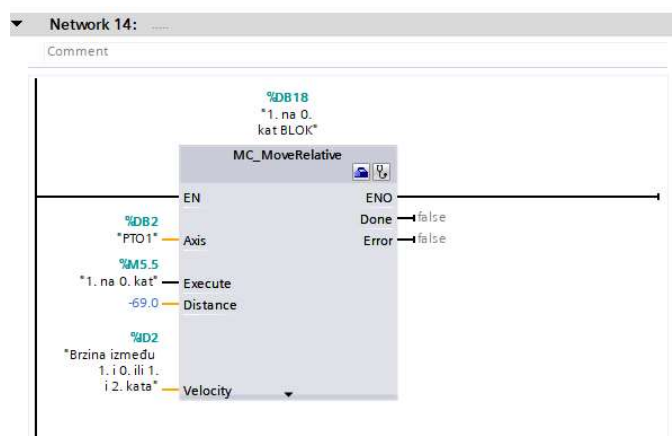 Network 14: .....
Comment
%DB18
"1. na 0.
kat BLOK"
MC_MoveRelative
EN
ENO
Done
false
%DB2
"PTO1"
Axis
Error
false
%M5.5
"1. na 0. kat"
Execute
-69.0
Distance
%ID2
"Brzina između
1. i 0. ili 1.
i 2. kata"
Velocity